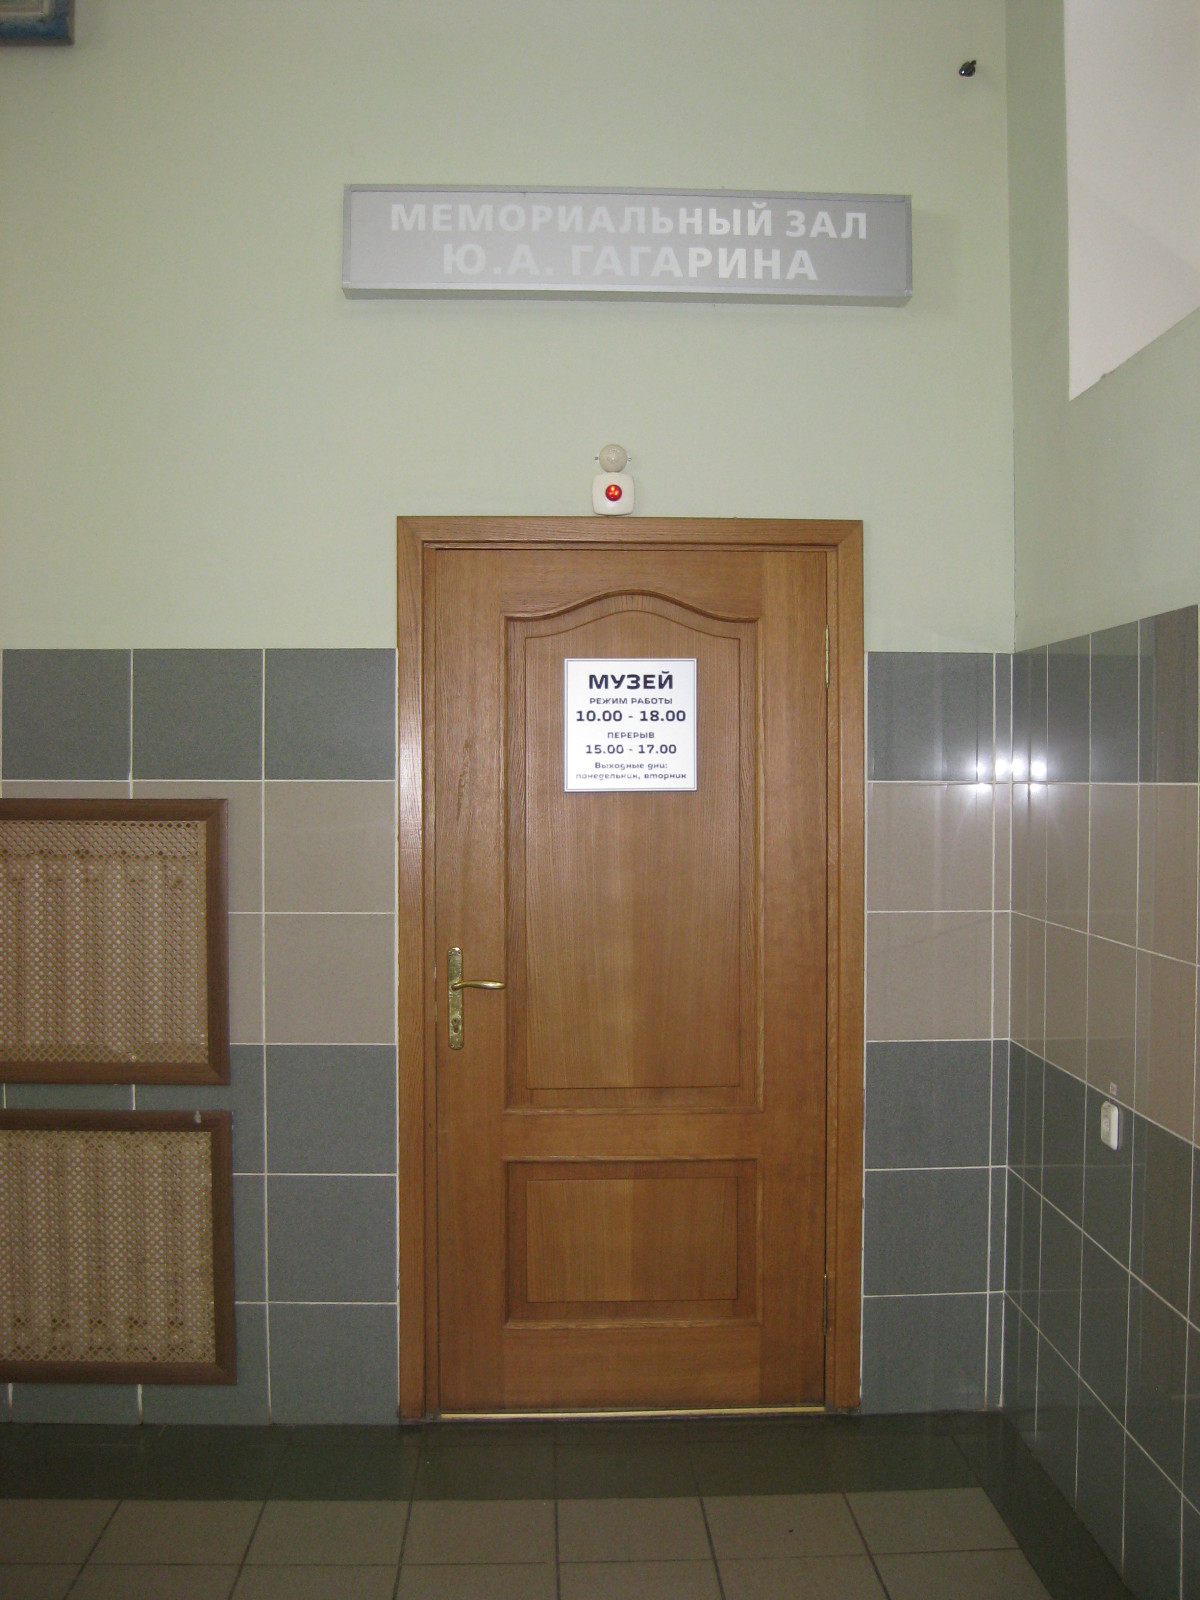 МЕМОРИАЛЬНЫЙ ЗАЛ
Ю.А. ГАГАРИНА
МУЗЕЙ
РЕЖИМ РАБОТЫ
10.00 - 18.00
ПЕРЕРЫВ
15.00 - 17.00
Выходные дни:
понедельник, вторник